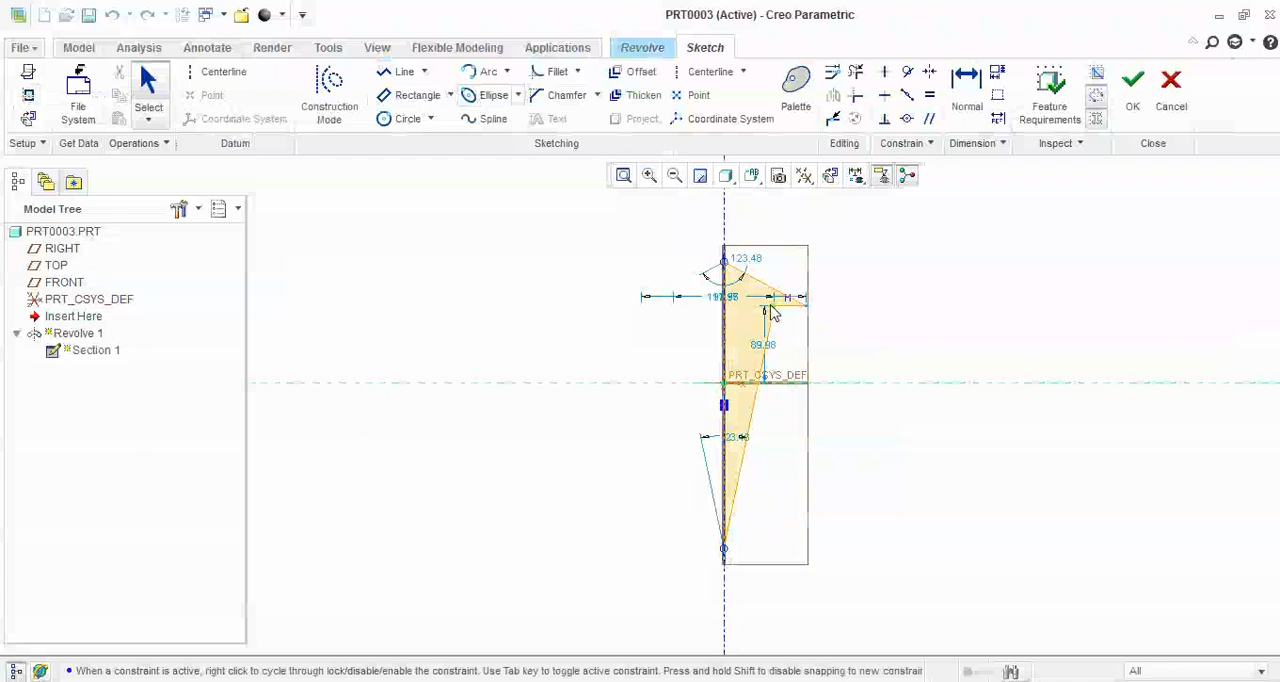 PRT0003 (Active) - Creo Parametric
File Model Analysis Annotate Render Tools View Flexible Modeling Applications Revolve Sketch
Centerline Line Arc Fillet Offset Centerline
Point Rectangle Ellipse Chamfer Thicken Point
Coordinate System Circle Spline Text Project Coordinate System
File System
Select
Construction Mode
Palette
Normal
Feature Requirements
OK
Cancel
Setup Get Data Operations Datum Sketching Editing Constrain Dimension Inspect Close
Model Tree
PRT0003.PRT
RIGHT
TOP
FRONT
PRT_CSYS_DEF
Insert Here
Revolve 1
Section 1
123.48
H
89.98
PRT_CSYS_DEF
When a constraint is active, right click to cycle through lock/disable/enable the constraint. Use Tab key to toggle active constraint. Press and hold Shift to disable snapping to new constrair
All